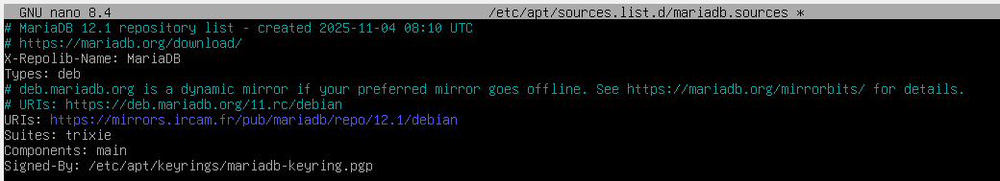 GNU nano 8.4 /etc/apt/sources.list.d/mariadb.sources *
# MariaDB 12.1 repository list - created 2025-11-04 08:10 UTC
# https://mariadb.org/download/
X-Repolib-Name: MariaDB
Types: deb
# deb.mariadb.org is a dynamic mirror if your preferred mirror goes offline. See https://mariadb.org/mirrorbits/ for details.
# URIs: https://deb.mariadb.org/11.rc/debian
URIs: https://mirrors.ircam.fr/pub/mariadb/repo/12.1/debian
Suites: trixie
Components: main
Signed-By: /etc/apt/keyrings/mariadb-keyring.pgp